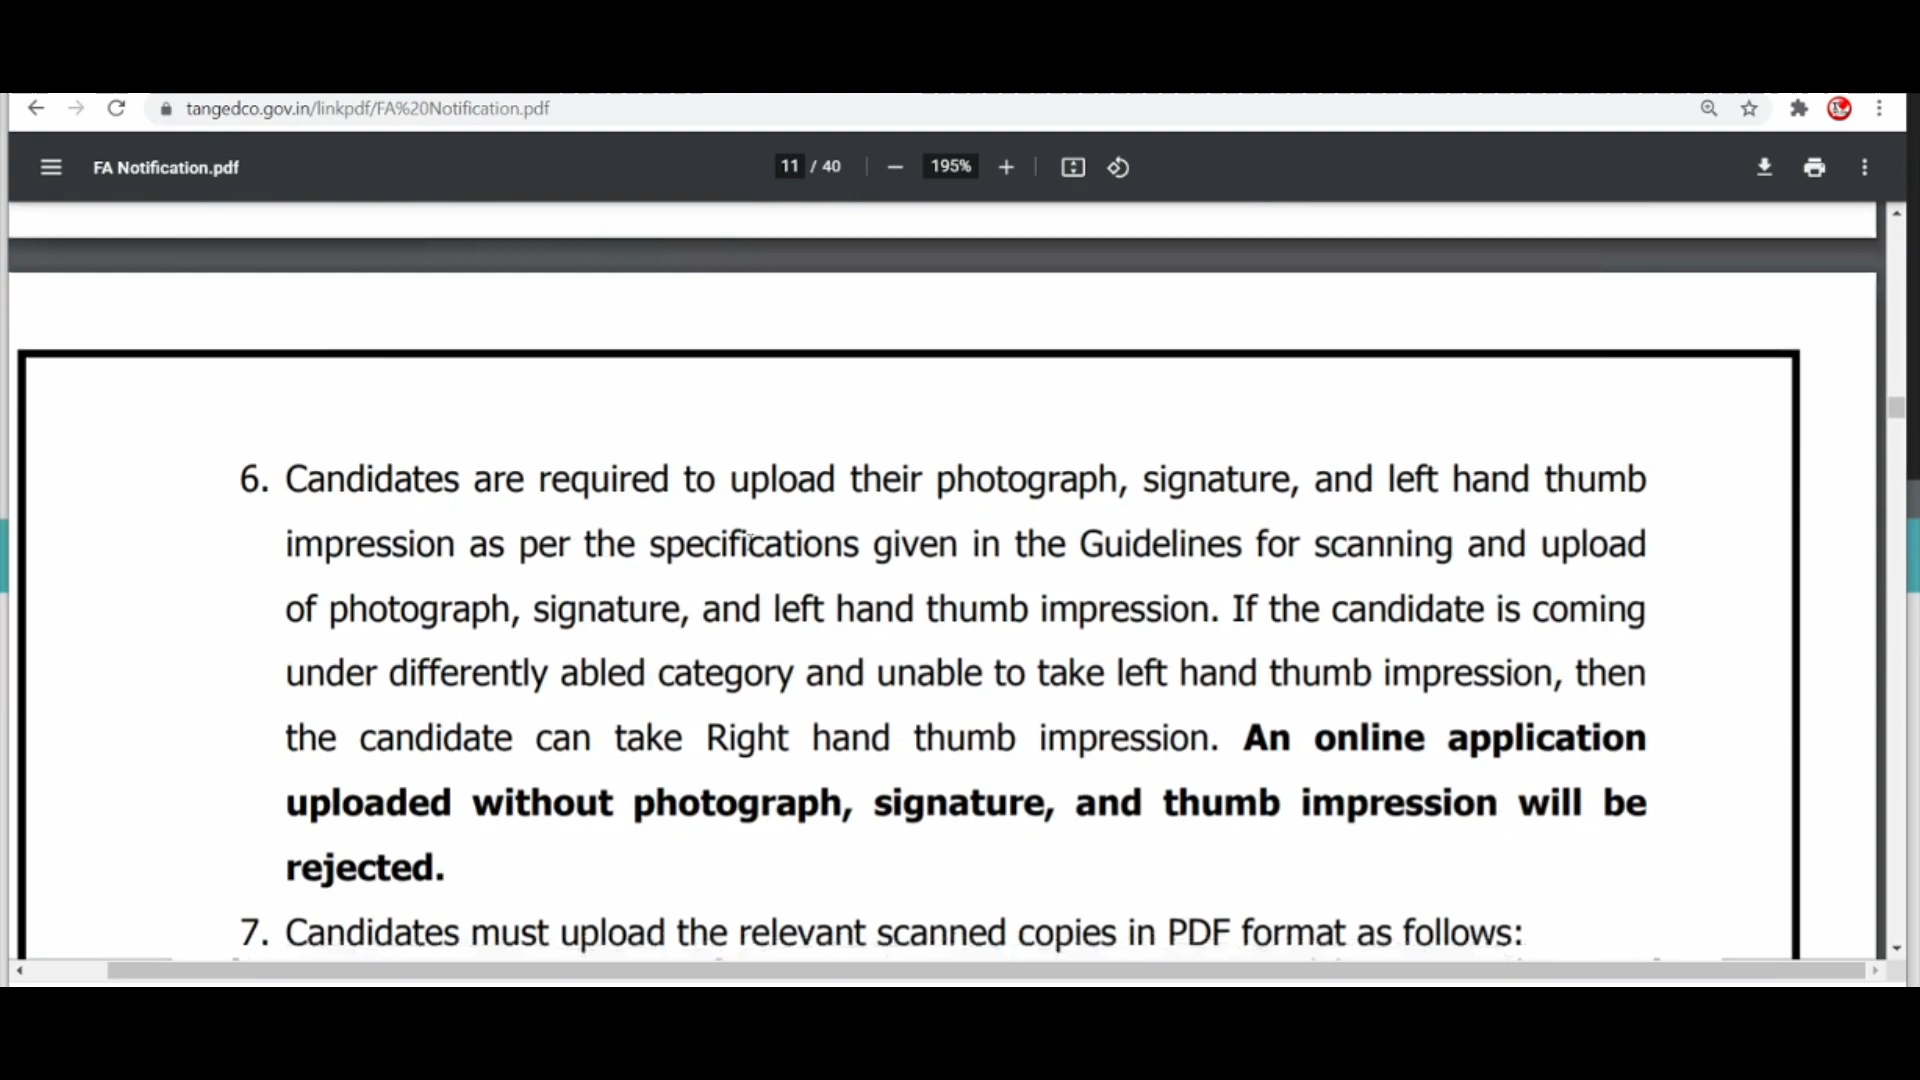 tangedco.gov.in/linkpdf/FA%20Notification.pdf
FA Notification.pdf
11 / 40
195%
6. Candidates are required to upload their photograph, signature, and left hand thumb
impression as per the specifications given in the Guidelines for scanning and upload
of photograph, signature, and left hand thumb impression. If the candidate is coming
under differently abled category and unable to take left hand thumb impression, then
the candidate can take Right hand thumb impression. An online application
uploaded without photograph, signature, and thumb impression will be
rejected.
7. Candidates must upload the relevant scanned copies in PDF format as follows: